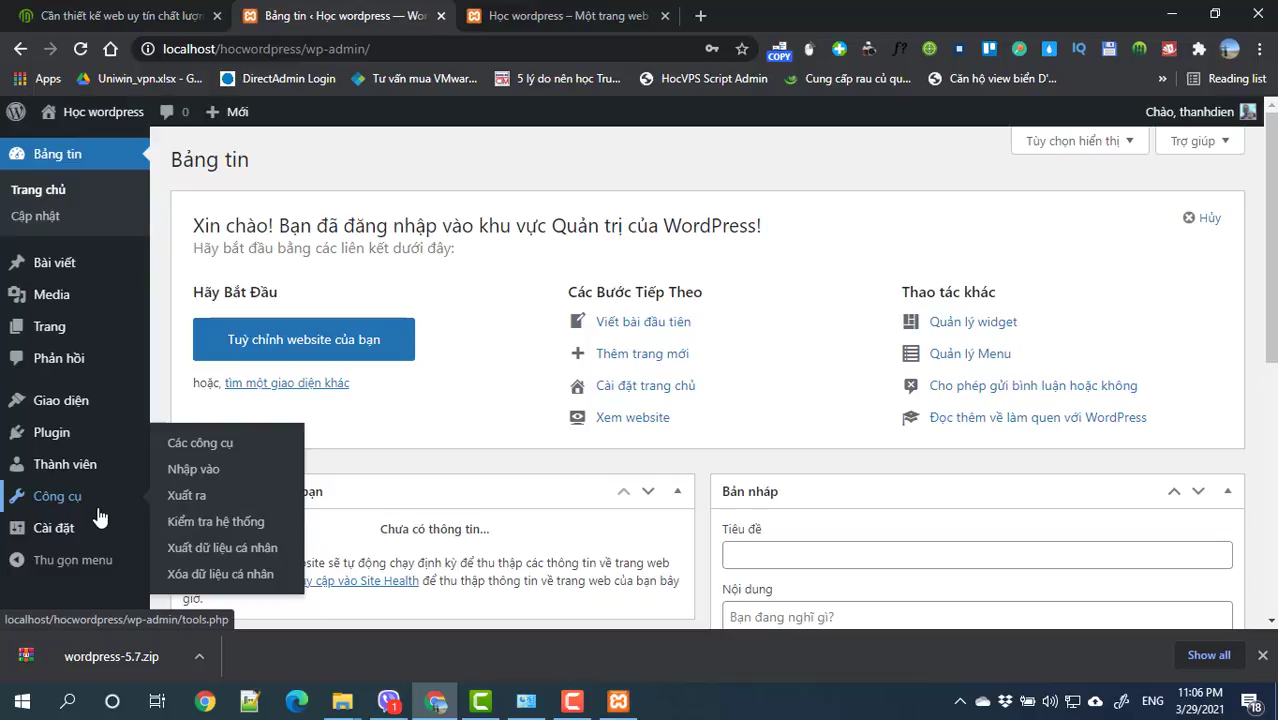 Cần thiết kế web uy tín chất lượng
Bảng tin ‹ Học wordpress — Wor
Học wordpress – Một trang web
localhost/hocwordpress/wp-admin/
COPY
f?
IQ
Apps
Uniwin_vpn.xlsx - G...
DirectAdmin Login
Tư vấn mua VMwar...
5 lý do nên học Tru...
HocVPS Script Admin
Cung cấp rau củ qu...
Căn hộ view biển D'...
»
Reading list
Học wordpress
0
Mới
Chào, thanhdien
Bảng tin
Trang chủ
Cập nhật
Bài viết
Media
Trang
Phản hồi
Giao diện
Plugin
Thành viên
Công cụ
Cài đặt
Thu gọn menu
Các công cụ
Nhập vào
Xuất ra
Kiểm tra hệ thống
Xuất dữ liệu cá nhân
Xóa dữ liệu cá nhân
Bảng tin
Tùy chọn hiển thị
Trợ giúp
Xin chào! Bạn đã đăng nhập vào khu vực Quản trị của WordPress!
Hủy
Hãy bắt đầu bằng các liên kết dưới đây:
Hãy Bắt Đầu
Tuỳ chỉnh website của bạn
hoặc, tìm một giao diện khác
Các Bước Tiếp Theo
Viết bài đầu tiên
Thêm trang mới
Cài đặt trang chủ
Xem website
Thao tác khác
Quản lý widget
Quản lý Menu
Cho phép gửi bình luận hoặc không
Đọc thêm về làm quen với WordPress
bạn
Chưa có thông tin...
site sẽ tự động chạy định kỳ để thu thập các thông tin về trang web
y cập vào Site Health để thu thập thông tin về trang web của bạn bây
giờ.
Bản nháp
Tiêu đề
Nội dung
Bạn đang nghĩ gì?
localhost/hocwordpress/wp-admin/tools.php
wordpress-5.7.zip
Show all
1
ENG
11:06 PM
3/29/2021
18